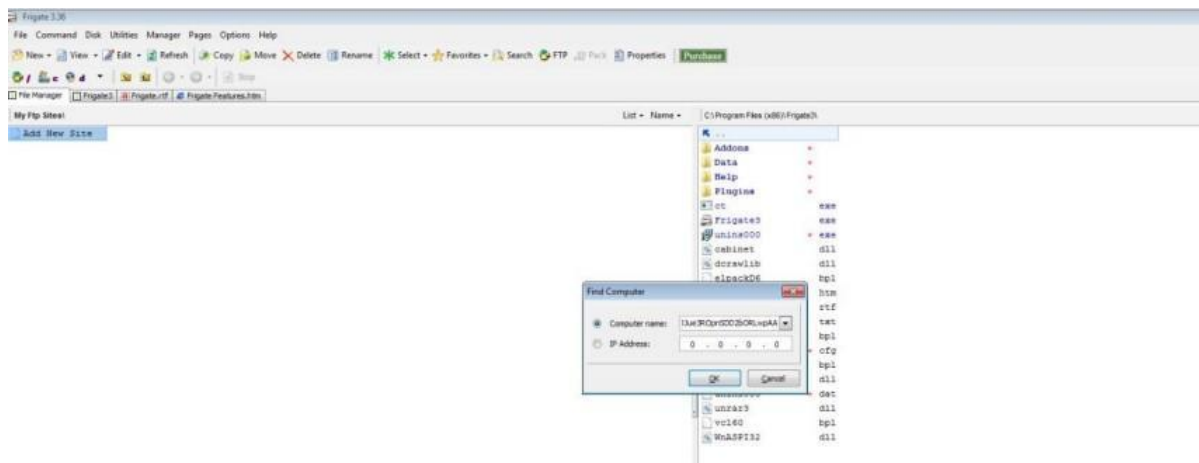 Frigate 3.36
File Command Disk Utilities Manager Pages Options Help
New View Edit Refresh Copy Move Delete Rename Select Favorites Search FTP Pack Properties Purchase
/ c d Stop
File Manager Frigate3 Frigate.rtf Frigate Features.htm
My Ftp Sites\ List Name C:\Program Files (x86)\Frigate3\
Add New Site ..
Addons
Data
Help
Plugins
ct exe
Frigate3 exe
unins000 exe
cabinet dll
dcrawlib dll
elpackD6 bpl
Find Computer htm
rtf
Computer name: txt
bpl
IP Address: 0 . 0 . 0 . 0 cfg
bpl
OK Cancel dll
unins000 dat
unrar3 dll
vcl60 bpl
WnASPI32 dll